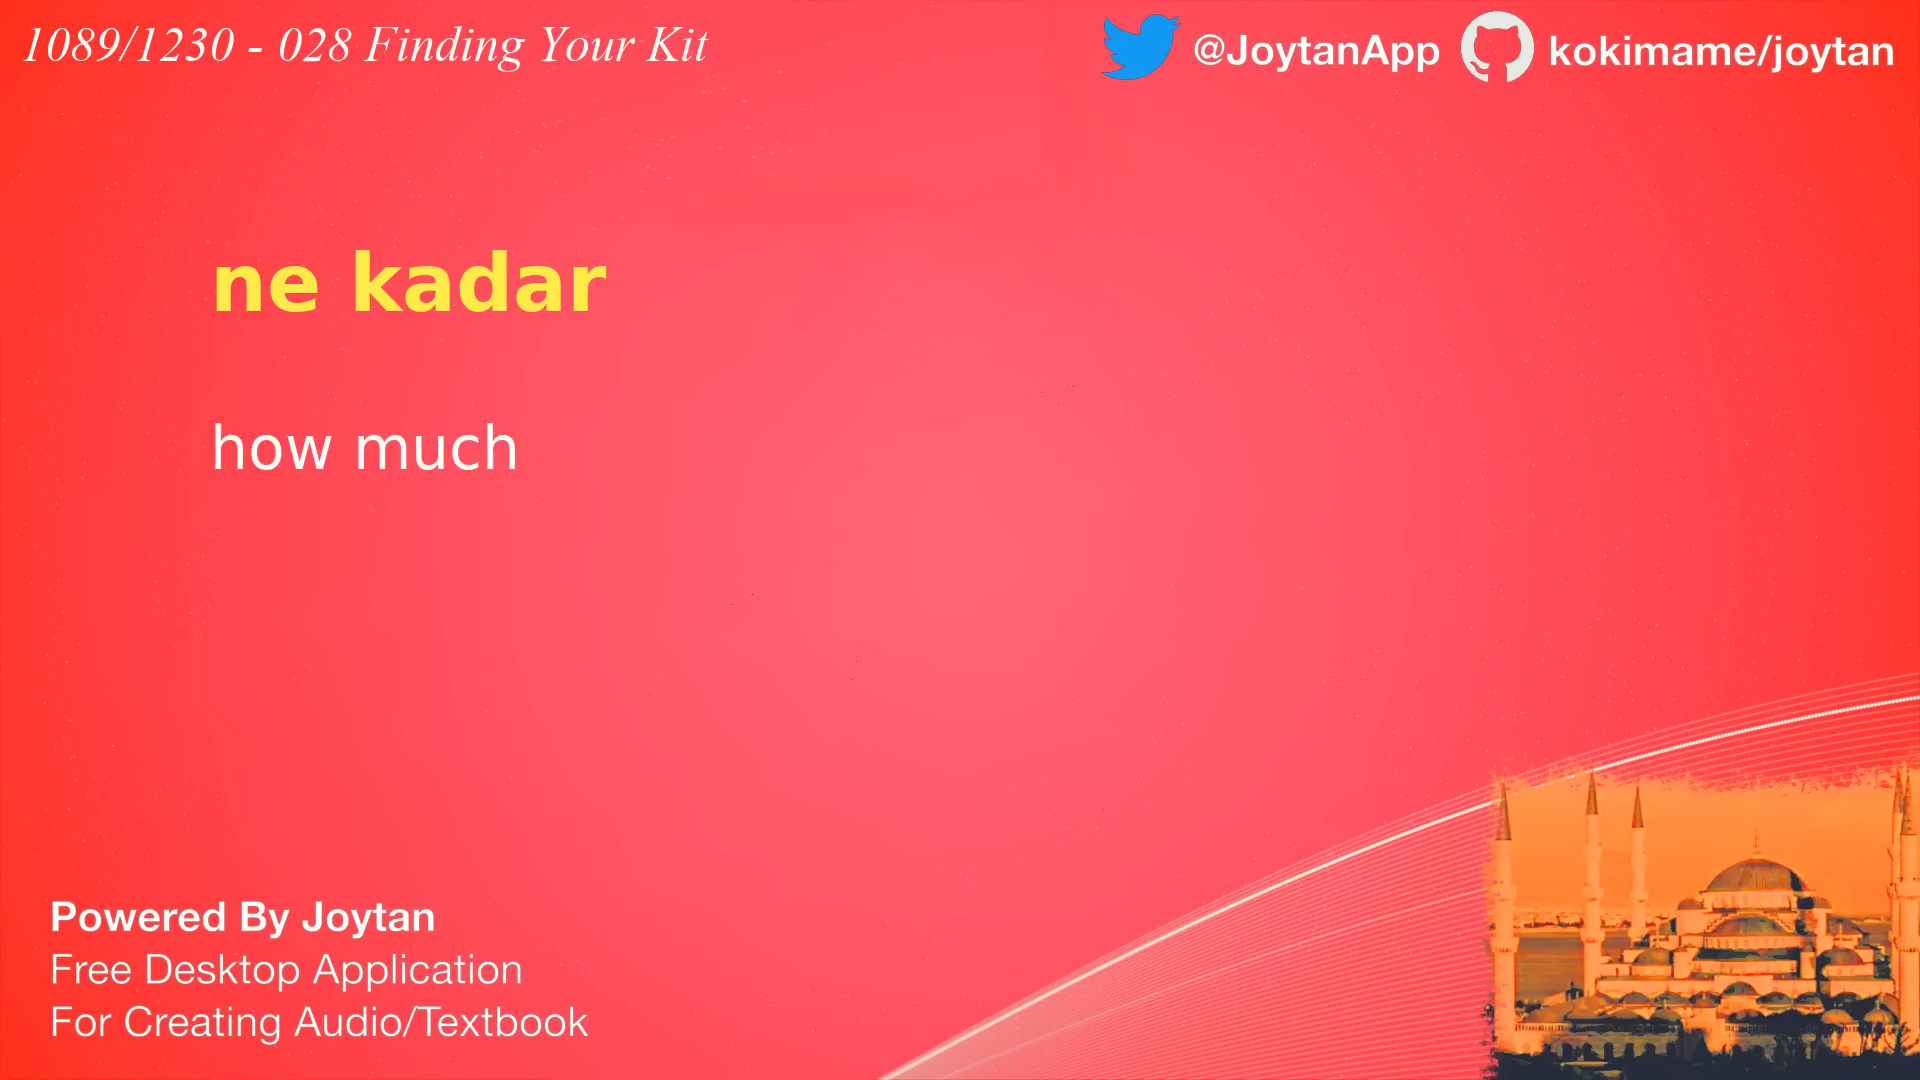 1089/1230 - 028 Finding Your Kit
@JoytanApp
kokimame/joytan
ne kadar
how much
Powered By Joytan
Free Desktop Application
For Creating Audio/Textbook